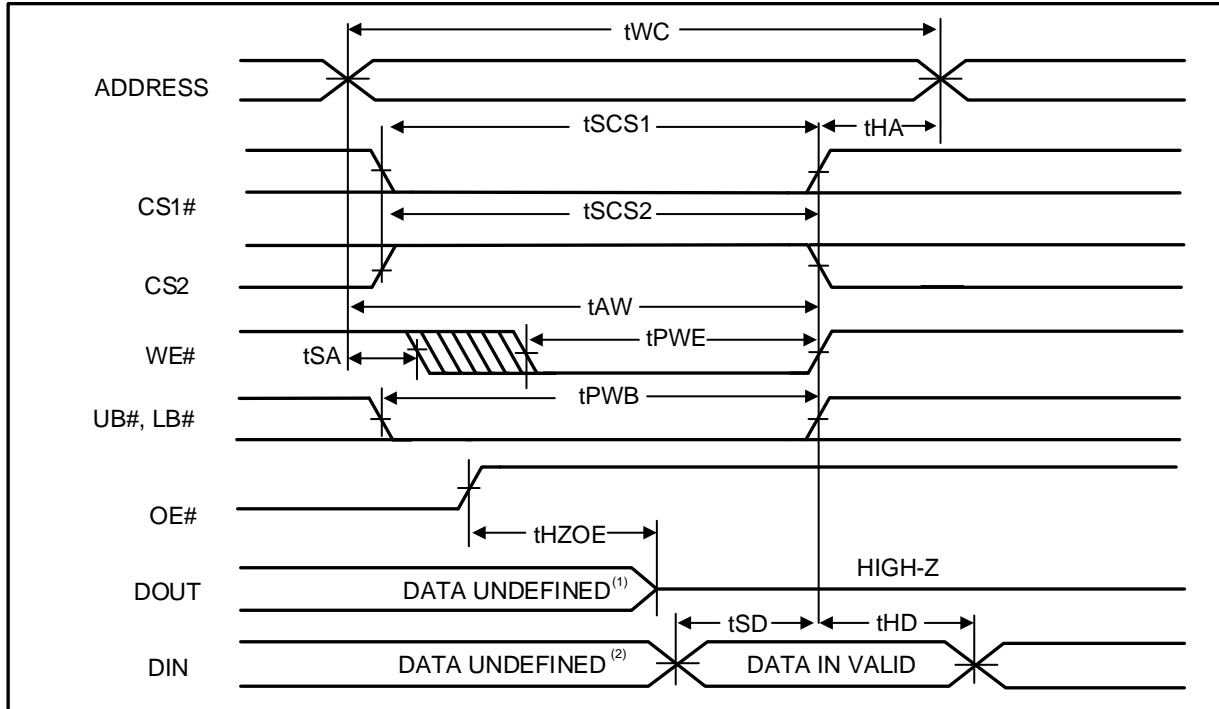 tWC
ADDRESS
tSCS1
tHA
CS1#
tSCS2
CS2
tAW
WE#
tSA
tPWE
UB#, LB#
tPWB
OE#
tHZOE
DOUT
DATA UNDEFINED (1)
HIGH-Z
tSD
tHD
DIN
DATA UNDEFINED (2)
DATA IN VALID